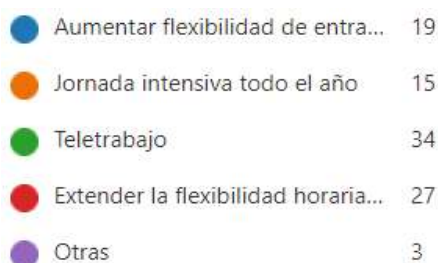 Aumentar flexibilidad de entra... 19
Jornada intensiva todo el año 15
Teletrabajo 34
Extender la flexibilidad horaria... 27
Otras 3